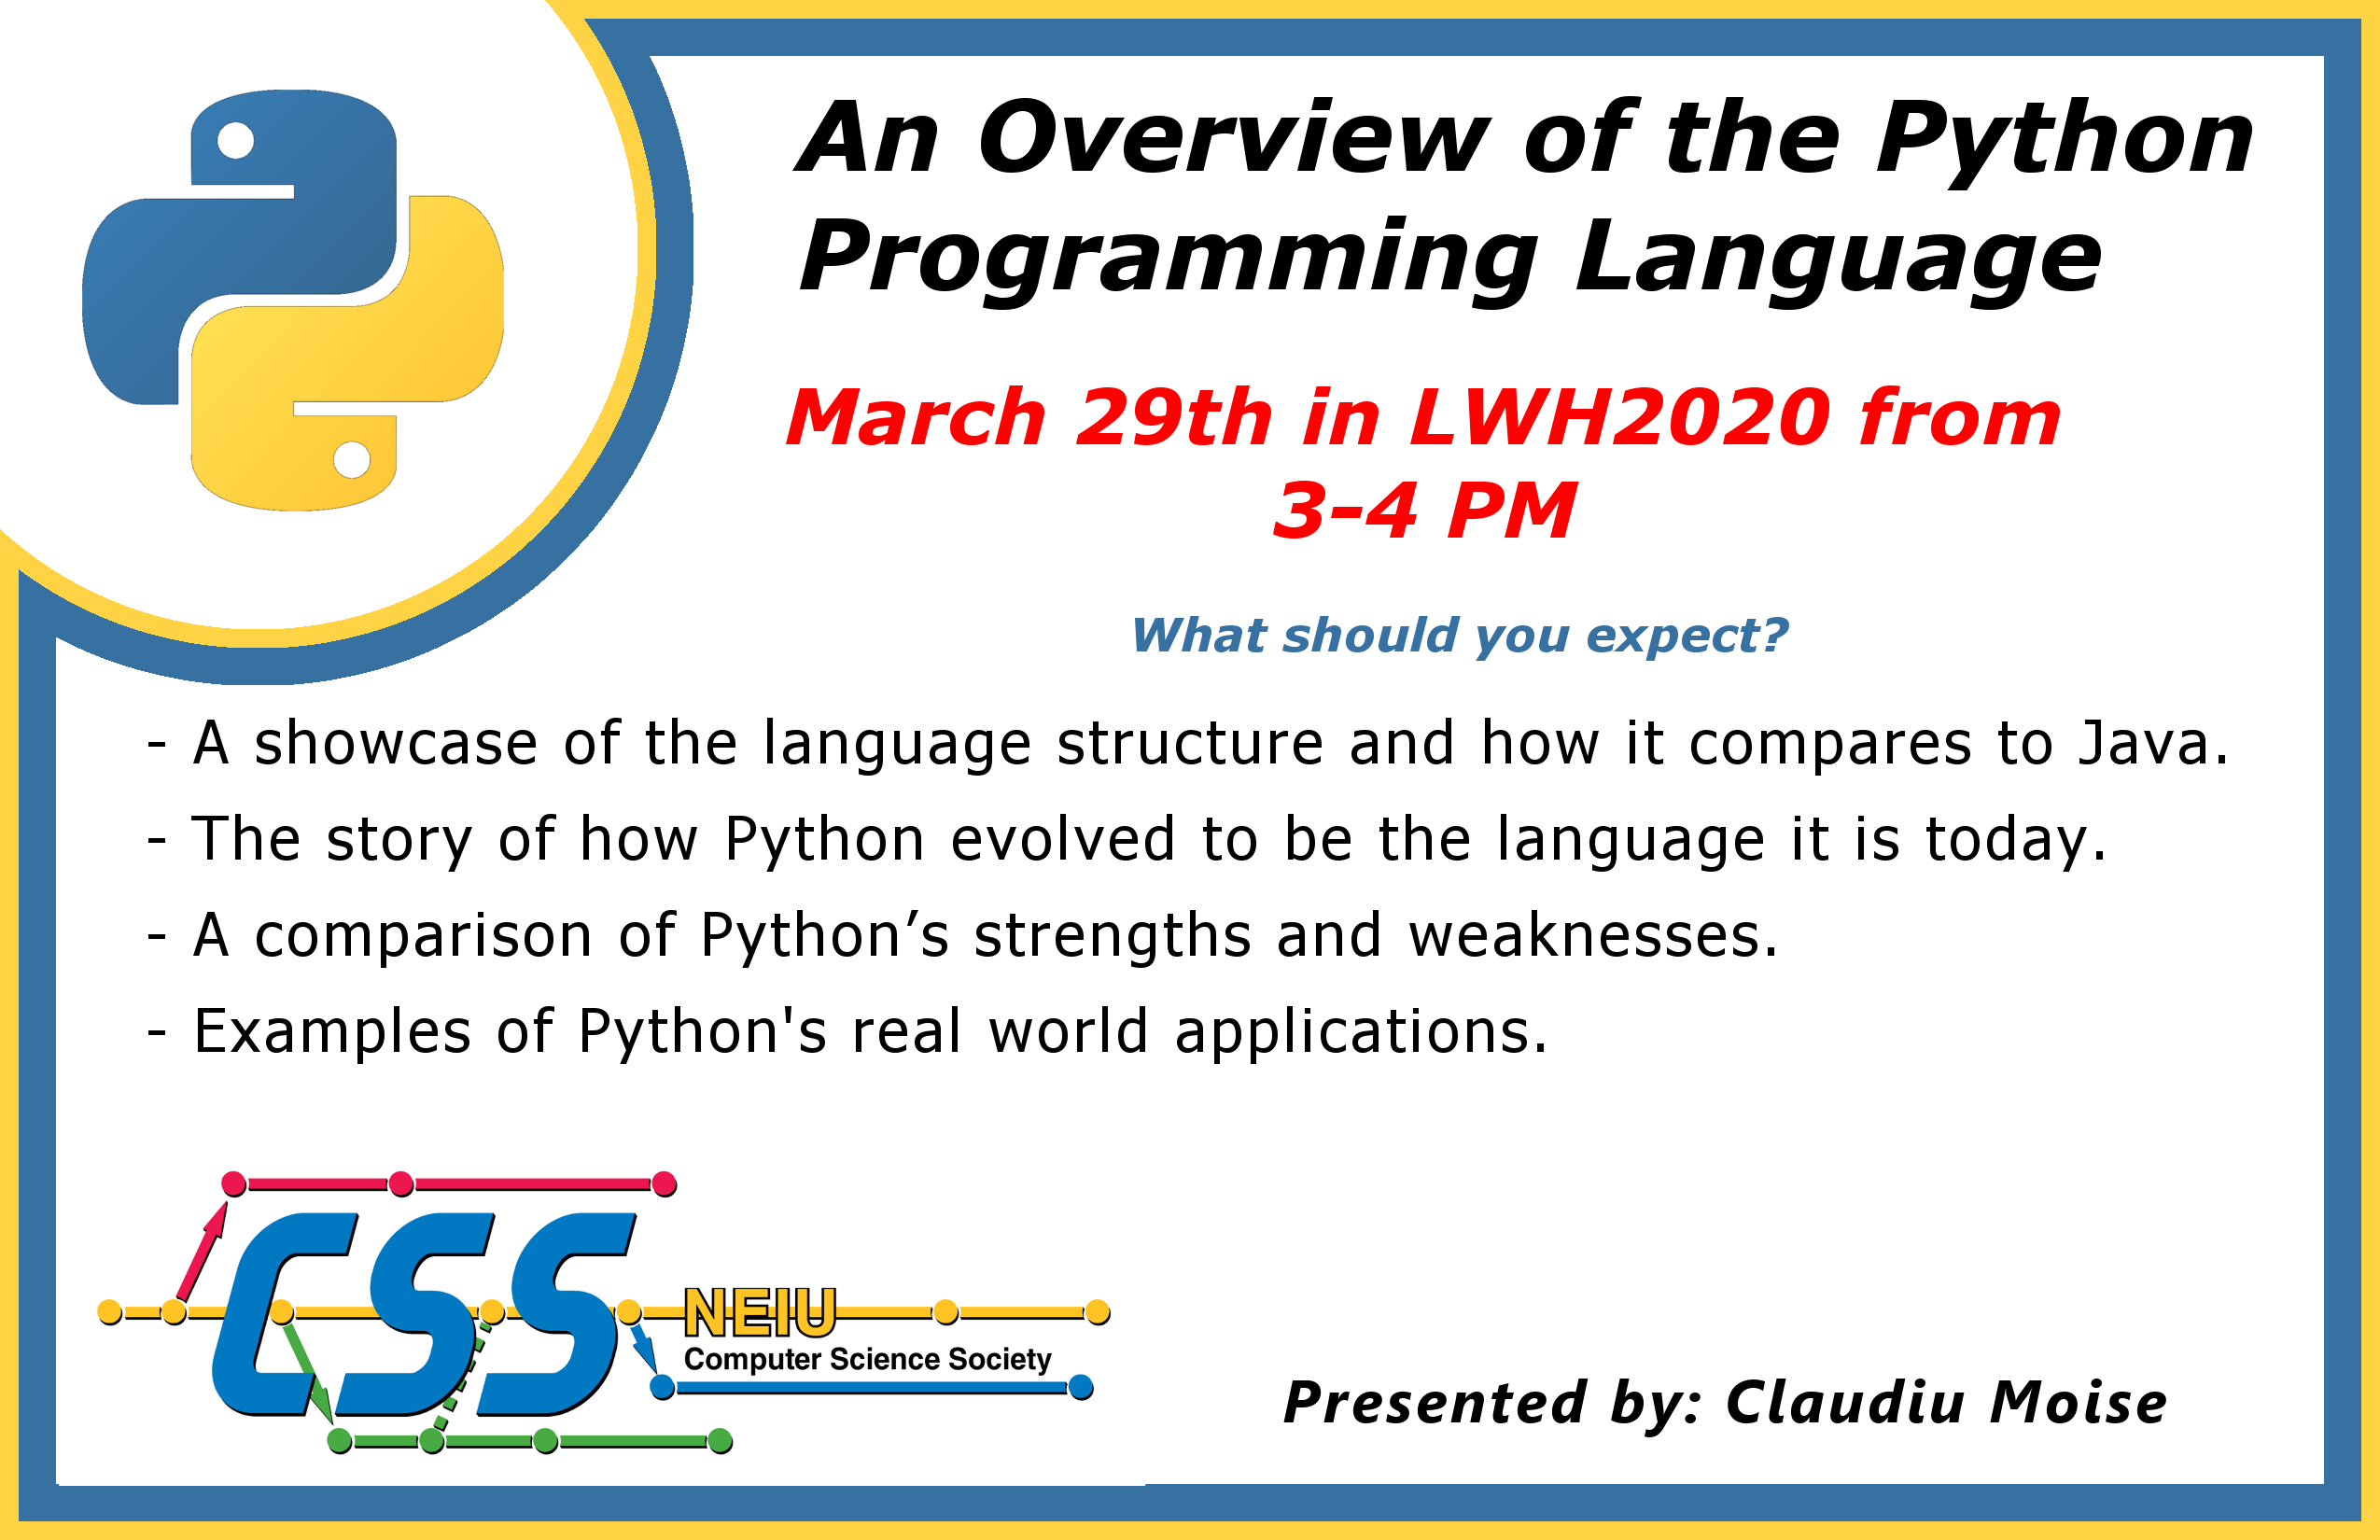 An Overview of the Python
Programming Language
March 29th in LWH2020 from
3-4 PM
What should you expect?
- A showcase of the language structure and how it compares to Java.
- The story of how Python evolved to be the language it is today.
- A comparison of Python’s strengths and weaknesses.
- Examples of Python's real world applications.
CSS
NEIU
Computer Science Society
Presented by: Claudiu Moise